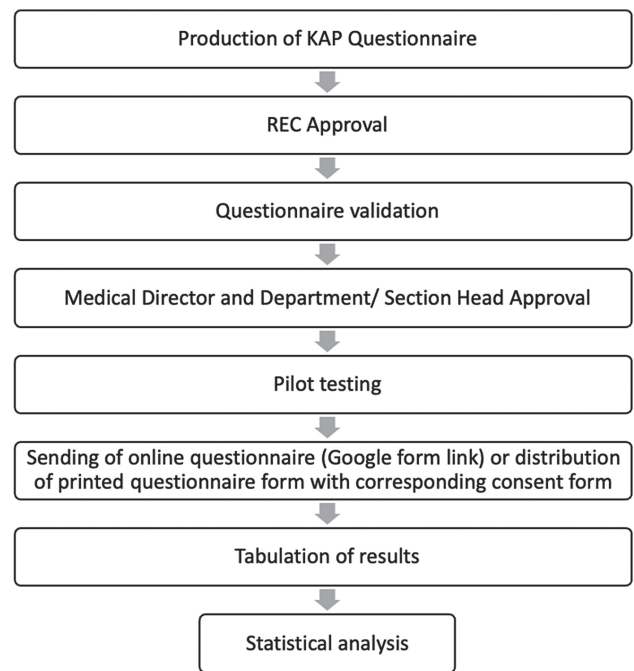 Production of KAP Questionnaire
REC Approval
Questionnaire validation
Medical Director and Department/ Section Head Approval
Pilot testing
Sending of online questionnaire (Google form link) or distribution
of printed questionnaire form with corresponding consent form
Tabulation of results
Statistical analysis